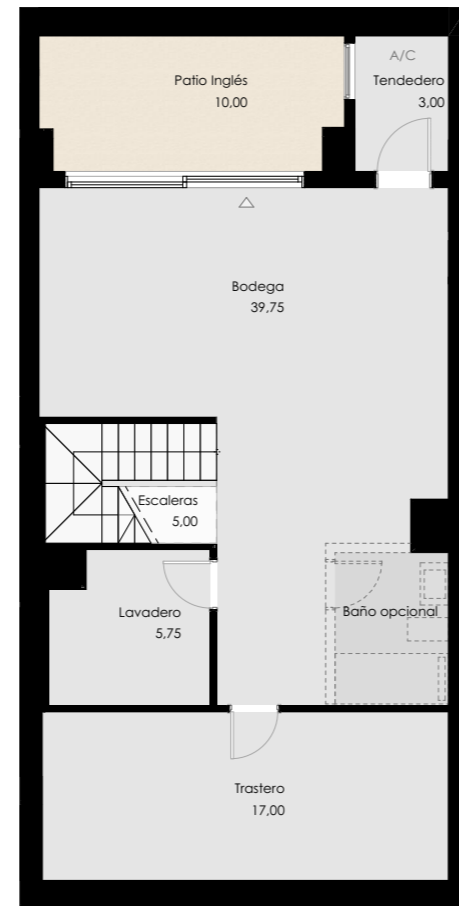 A/C
Patio Inglés
10,00
Tendedero
3,00
Bodega
39,75
Escaleras
5,00
Lavadero
5,75
Baño opcional
Trastero
17,00